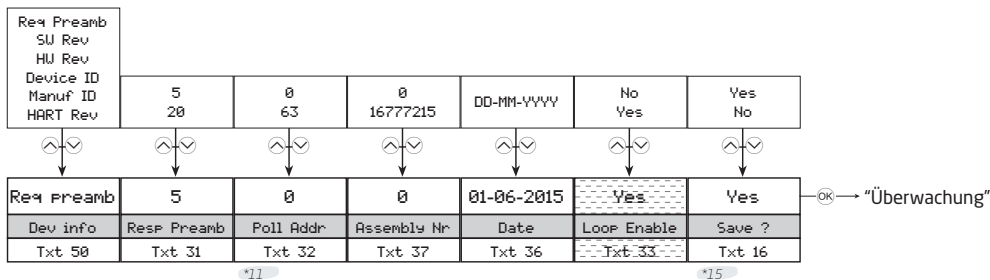 Req Preamb
SW Rev
HW Rev
Device ID
Manuf ID
HART Rev
5
20
0
63
0
16777215
DD-MM-YYYY
No
Yes
Yes
No
Req preamb
5
0
0
01-06-2015
Yes
Yes
OK
"Überwachung"
Dev info
Resp Preamb
Poll Addr
Assembly Nr
Date
Loop Enable
Save ?
Txt 50
Txt 31
Txt 32
Txt 37
Txt 36
Txt 33
Txt 16
*11
*15